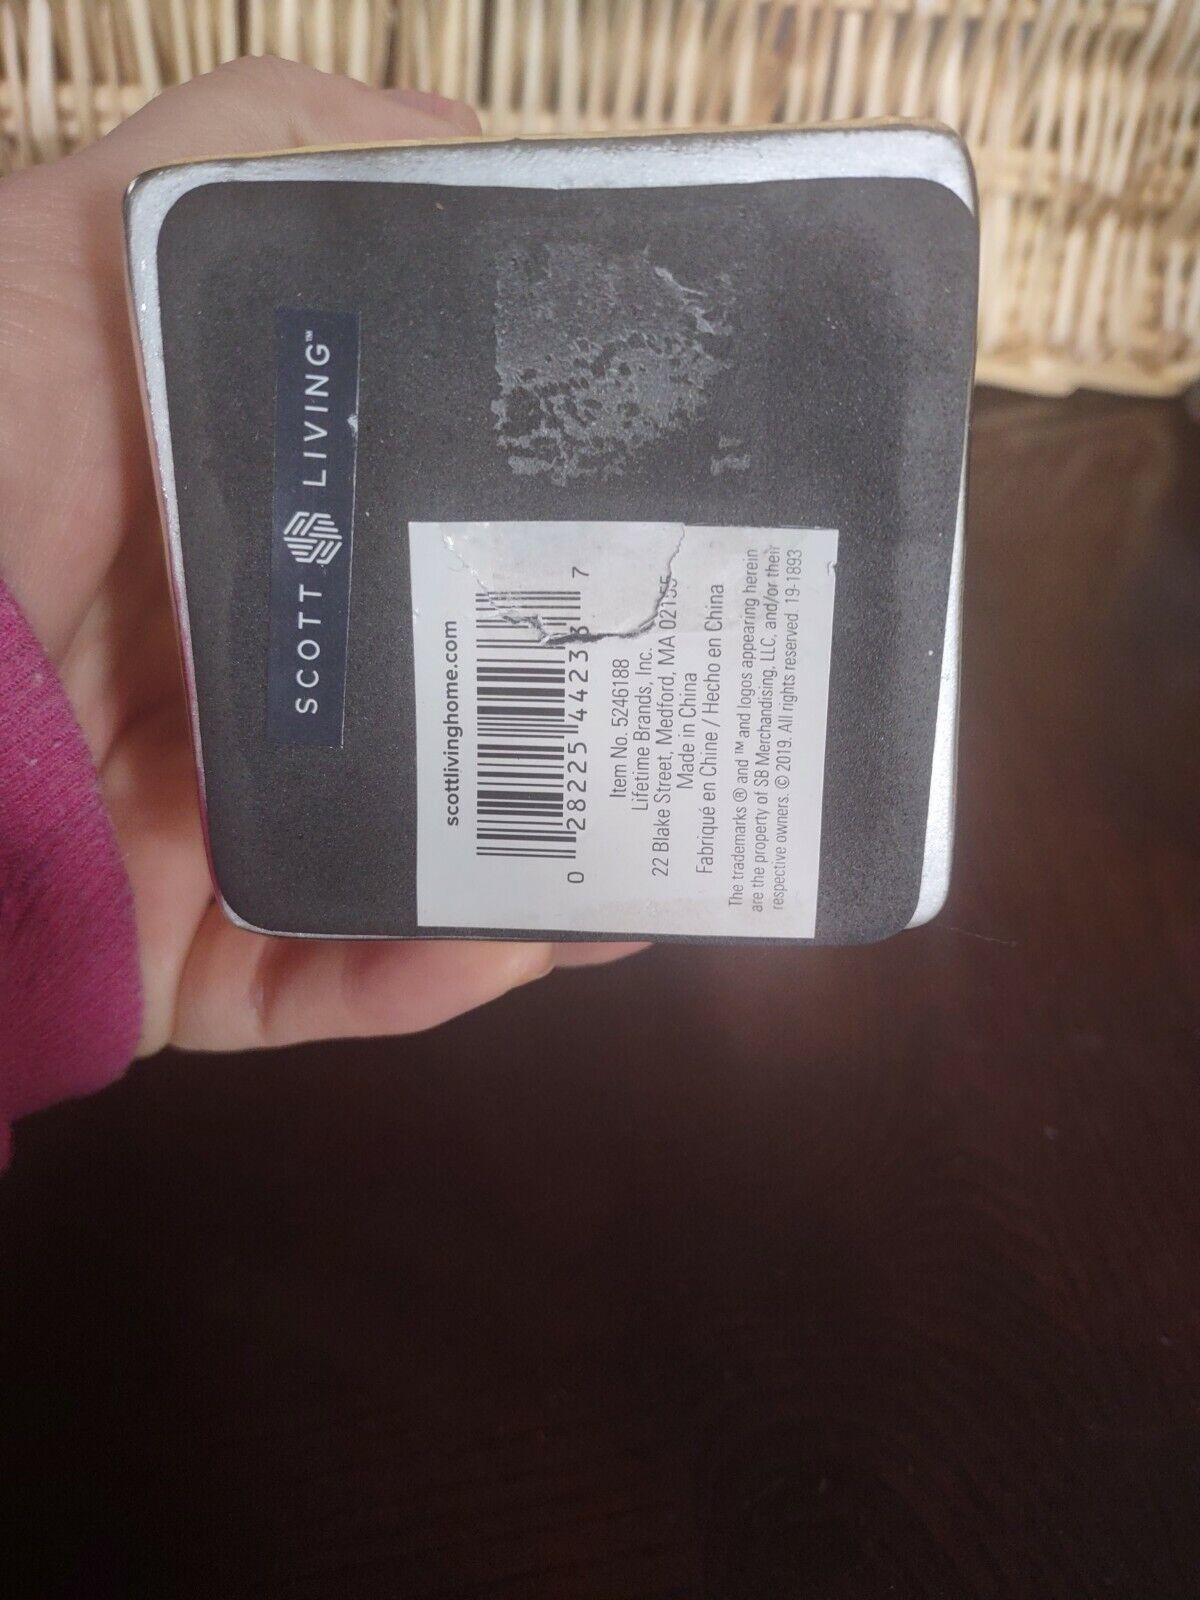 SCOTT LIVING™
scottlivinghome.com
0 28225 44233 7
Item No. 5246188
Lifetime Brands, Inc.
22 Blake Street, Medford, MA 02155
Made in China
Fabriqué en Chine / Hecho en China
The trademarks ® and ™ and logos appearing herein
are the property of SB Merchandising, LLC, and/or their
respective owners. © 2019. All rights reserved. 19-1893